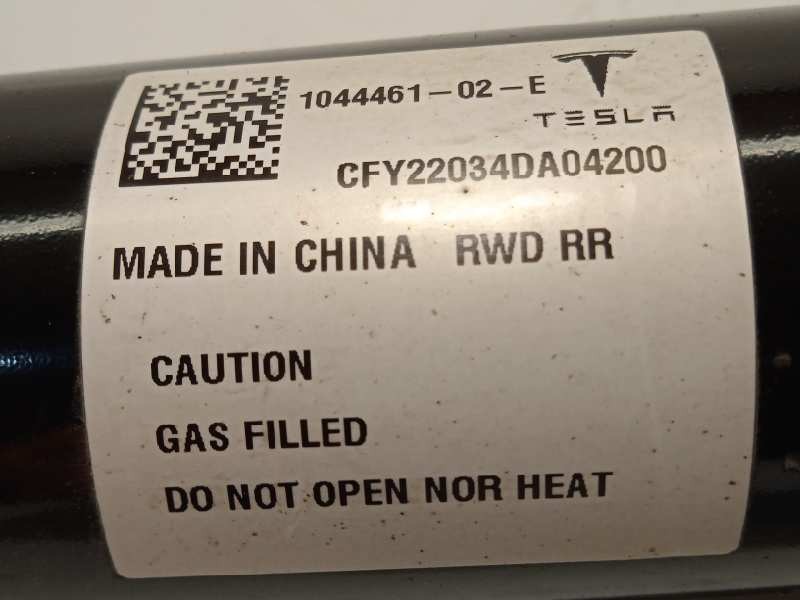 1044461-02-E
TESLA
CFY22034DA04200
MADE IN CHINA RWD RR
CAUTION
GAS FILLED
DO NOT OPEN NOR HEAT